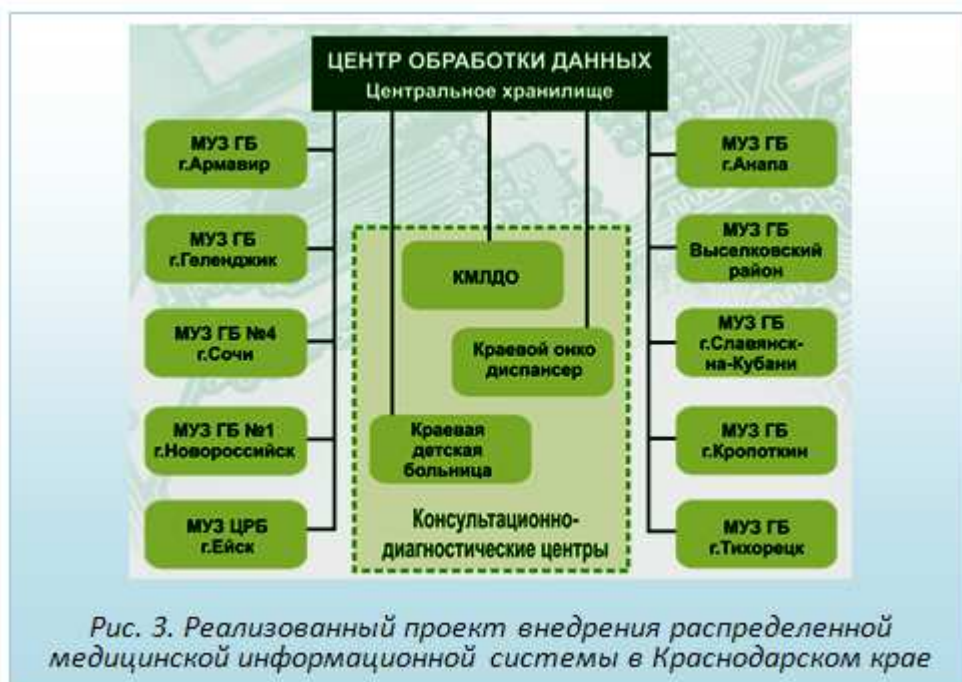 ЦЕНТР ОБРАБОТКИ ДАННЫХ
Центральное хранилище
МУЗ ГБ
г.Армавир
МУЗ ГБ
г.Геленджик
МУЗ ГБ №4
г.Сочи
МУЗ ГБ №1
г.Новороссийск
МУЗ ЦРБ
г.Ейск
КМЛДО
Краевой онко
диспансер
Краевая
детская
больница
Консультационно-
диагностические центры
МУЗ ГБ
г.Анапа
МУЗ ГБ
Выселковский
район
МУЗ ГБ
г.Славянск-
на-Кубани
МУЗ ГБ
г.Кропоткин
МУЗ ГБ
г.Тихорецк
Рис. 3. Реализованный проект внедрения распределенной
медицинской информационной системы в Краснодарском крае